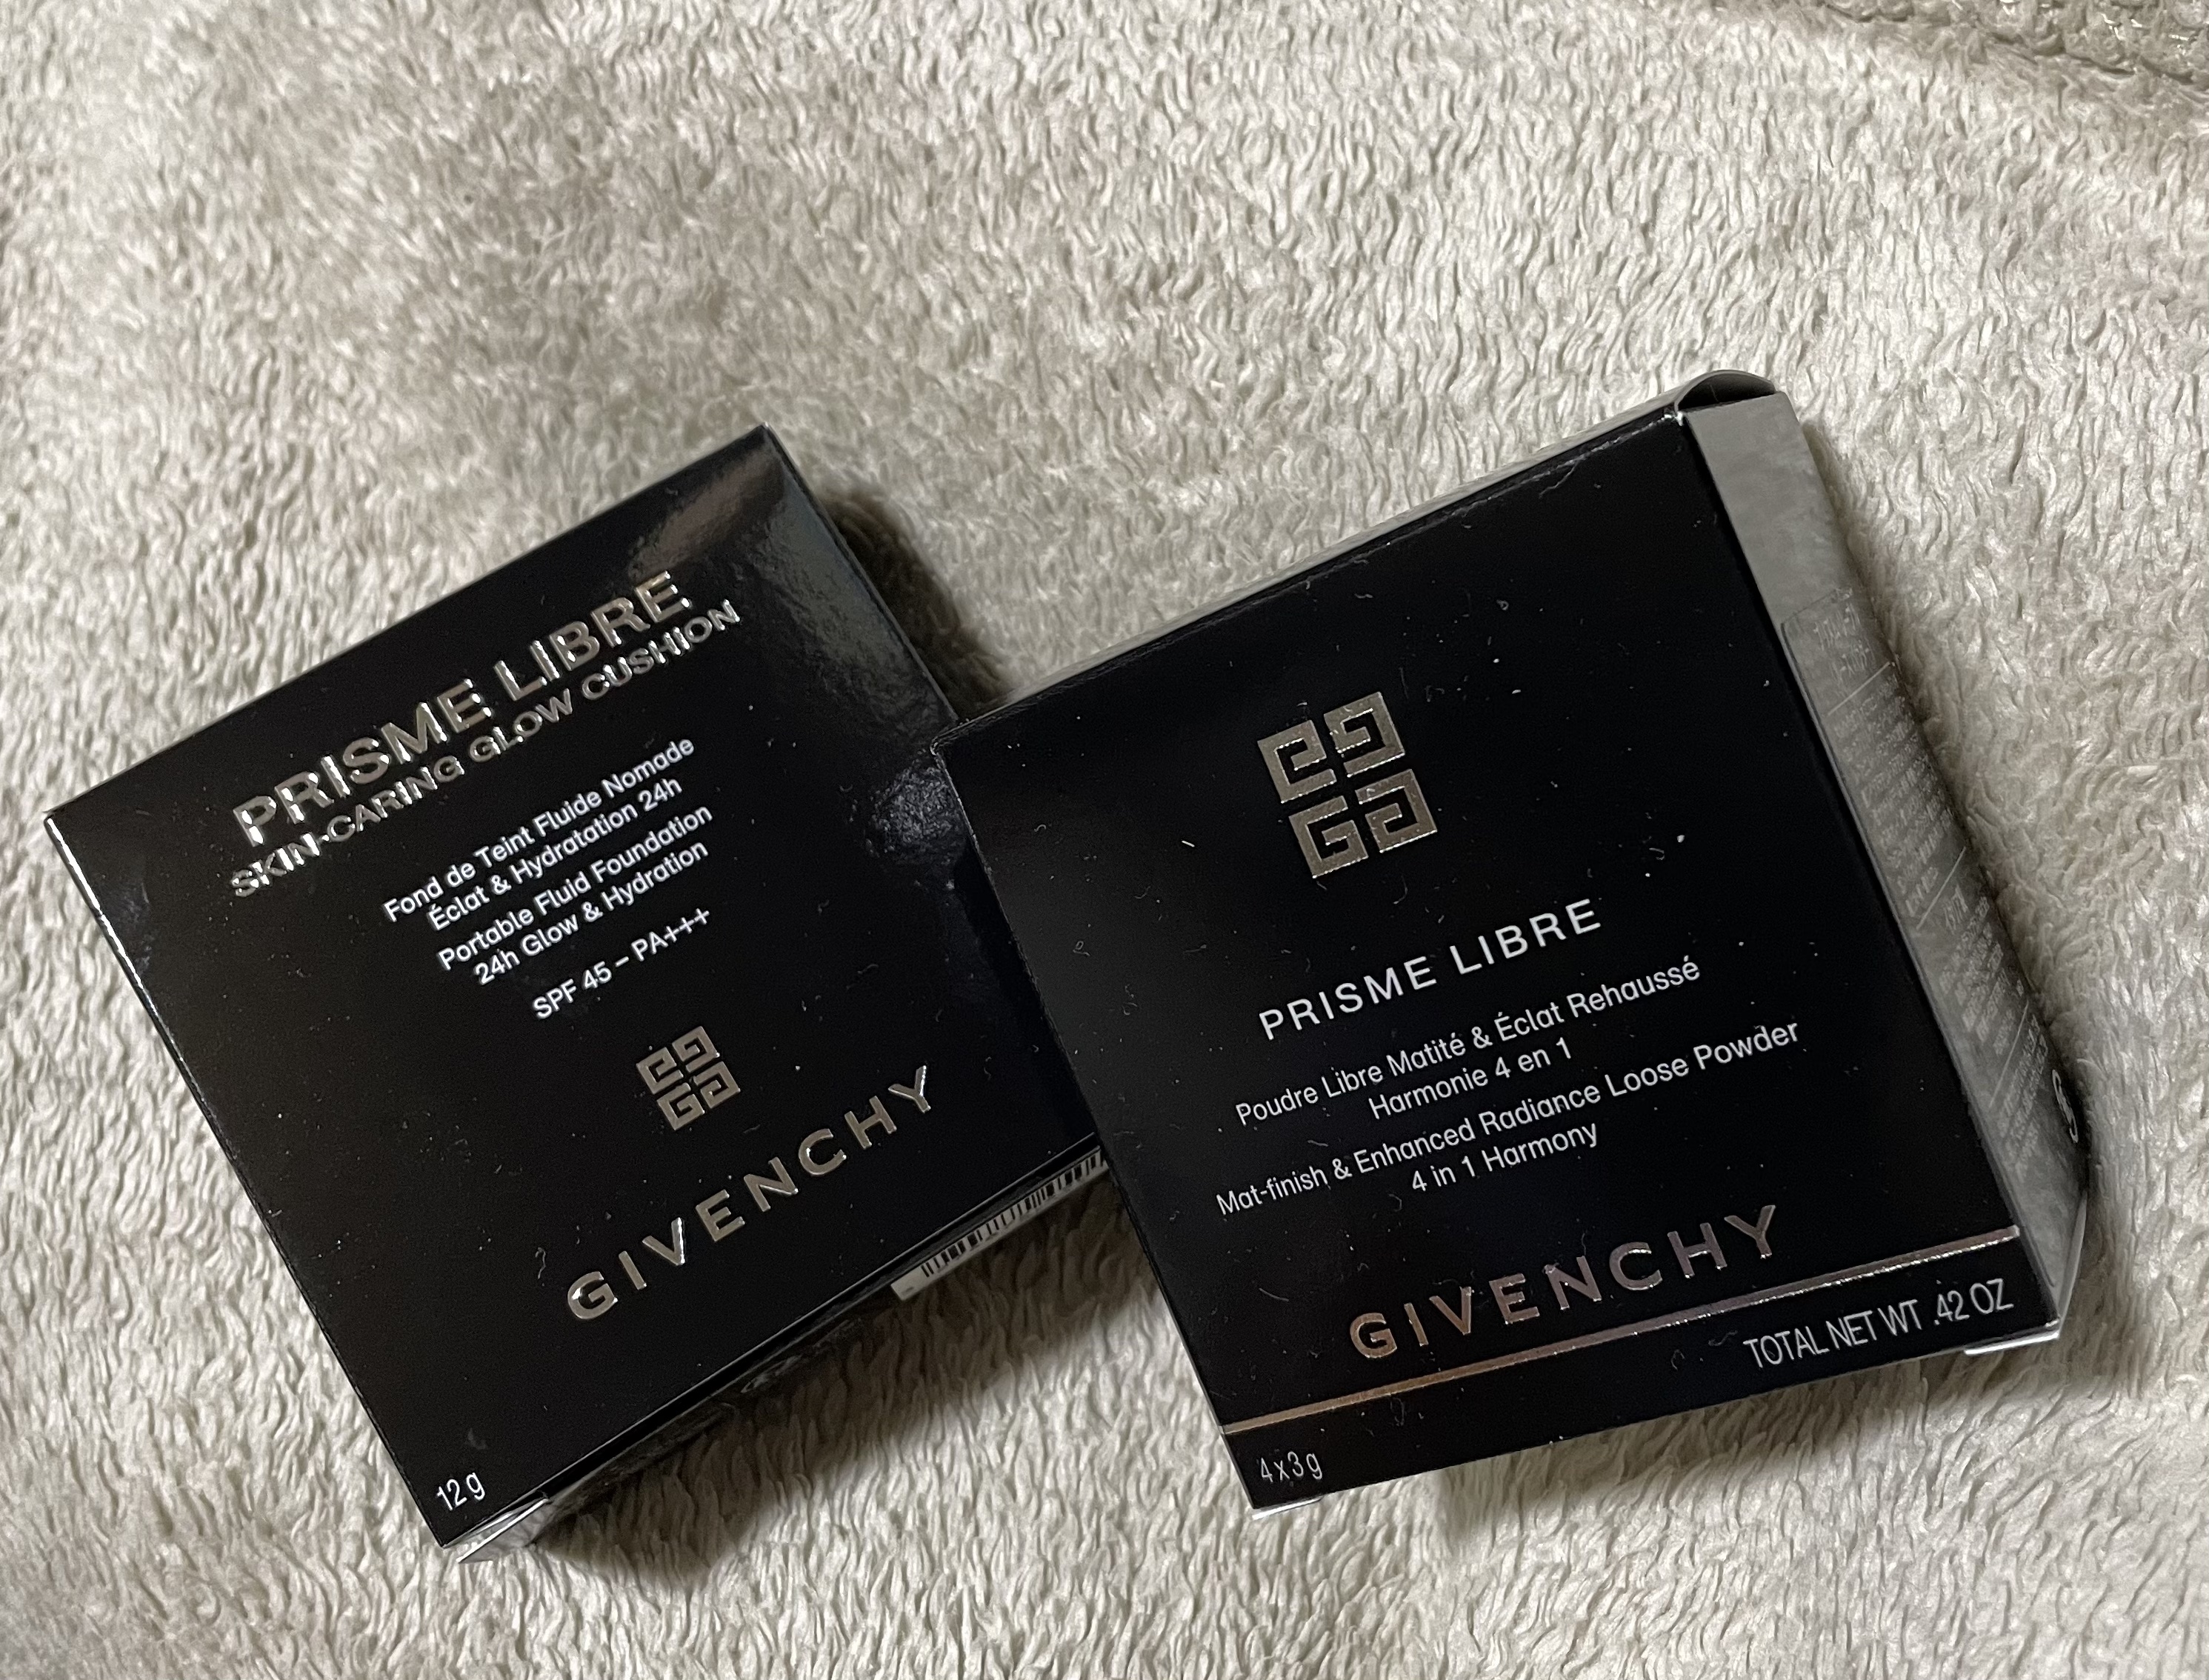 PRISME LIBRE
SKIN-CARING GLOW CUSHION
Fond de Teint Fluide Nomade
Éclat & Hydratation 24h
Portable Fluid Foundation
24h Glow & Hydration
SPF 45 – PA+++
GIVENCHY
12 g
PRISME LIBRE
Poudre Libre Matité & Éclat Rehaussé
Harmonie 4 en 1
Mat-finish & Enhanced Radiance Loose Powder
4 in 1 Harmony
GIVENCHY
4x3g
TOTAL NET WT .42 OZ